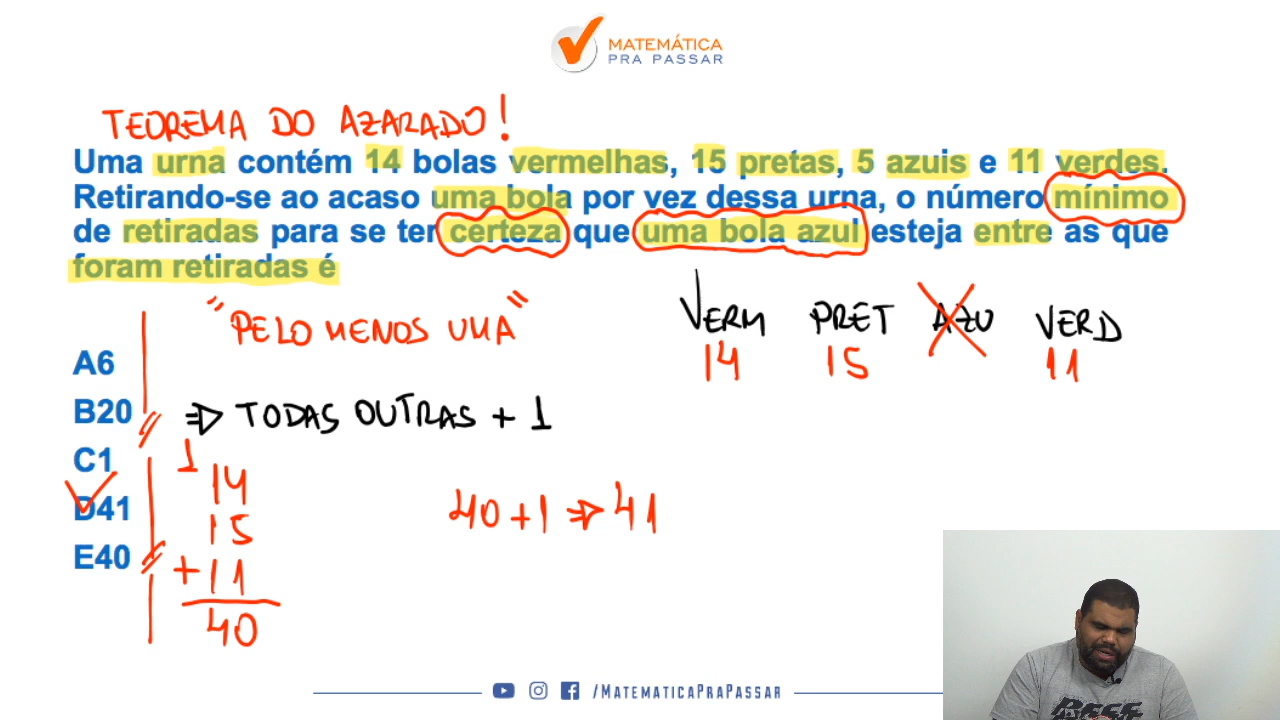 MATEMÁTICA
PRA PASSAR
TEOREMA DO AZARADO!
Uma urna contém 14 bolas vermelhas, 15 pretas, 5 azuis e 11 verdes.
Retirando-se ao acaso uma bola por vez dessa urna, o número mínimo
de retiradas para se ter certeza que uma bola azul esteja entre as que
foram retiradas é
"PELO MENOS UMA"
VERM PRET AZU VERD
14 15 11
A6
B20
⇒ TODAS OUTRAS + 1
C1
D41
E40
1
14
15
+ 11
40
40 + 1 ⇒ 41
/MATEMATICAPRAPASSAR